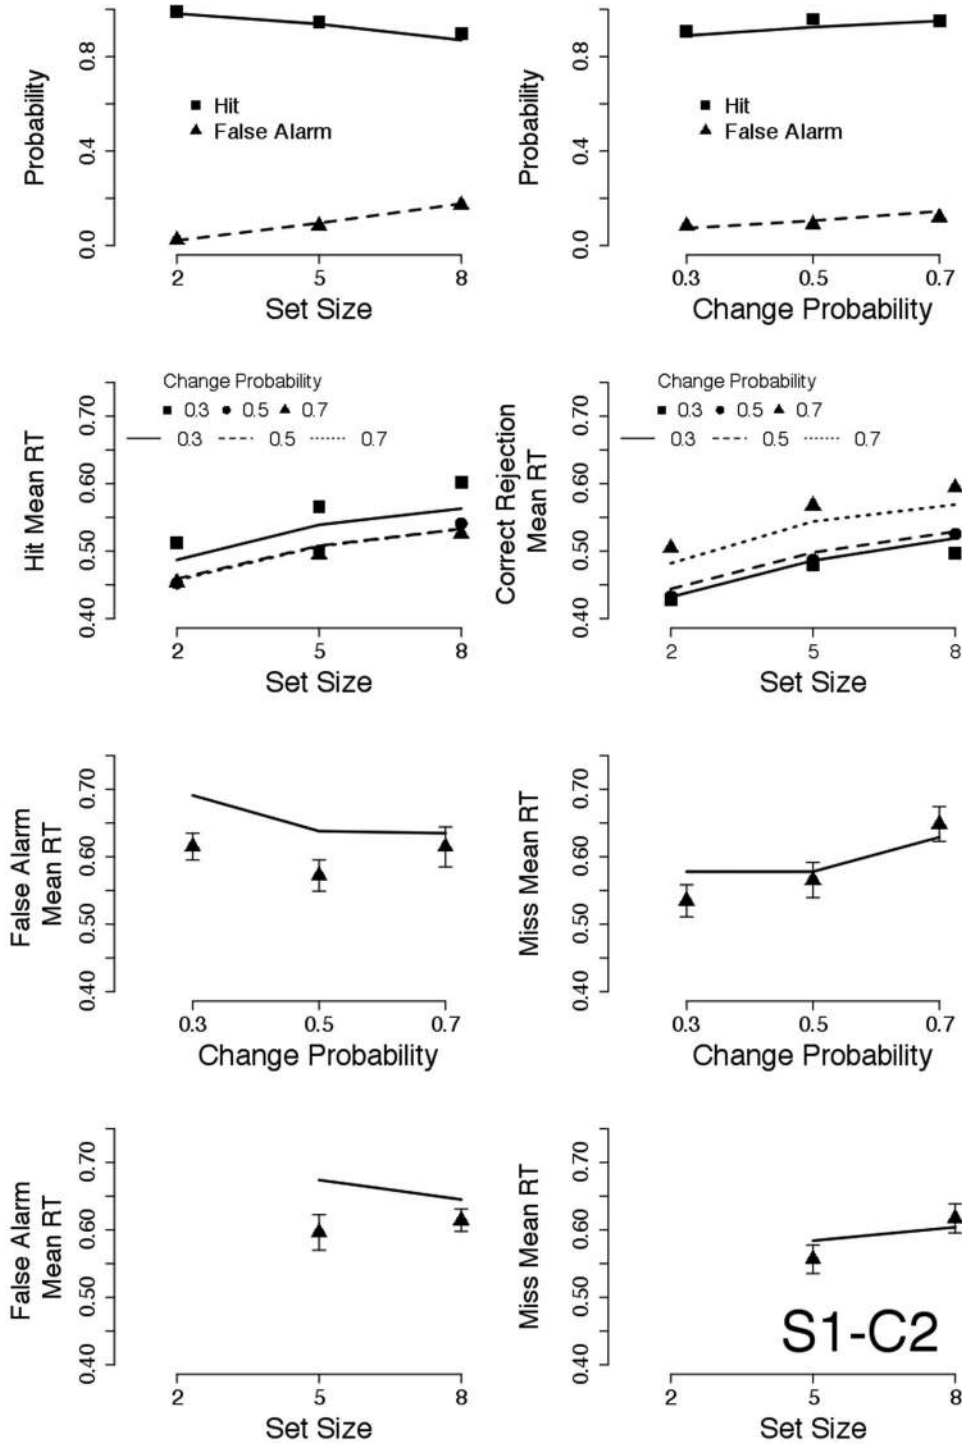 Probability
0.8
0.4
0.0
Hit
False Alarm
2 5 8
Set Size
Probability
0.8
0.4
0.0
Hit
False Alarm
0.3 0.5 0.7
Change Probability
Hit Mean RT
0.70
0.60
0.50
0.40
Change Probability
0.3 0.5 0.7
0.3 0.5 0.7
2 5 8
Set Size
Correct Rejection
Mean RT
0.70
0.60
0.50
0.40
Change Probability
0.3 0.5 0.7
0.3 0.5 0.7
2 5 8
Set Size
False Alarm
Mean RT
0.70
0.60
0.50
0.40
0.3 0.5 0.7
Change Probability
Miss Mean RT
0.70
0.60
0.50
0.40
0.3 0.5 0.7
Change Probability
False Alarm
Mean RT
0.70
0.60
0.50
0.40
2 5 8
Set Size
Miss Mean RT
0.70
0.60
0.50
0.40
S1-C2
2 5 8
Set Size